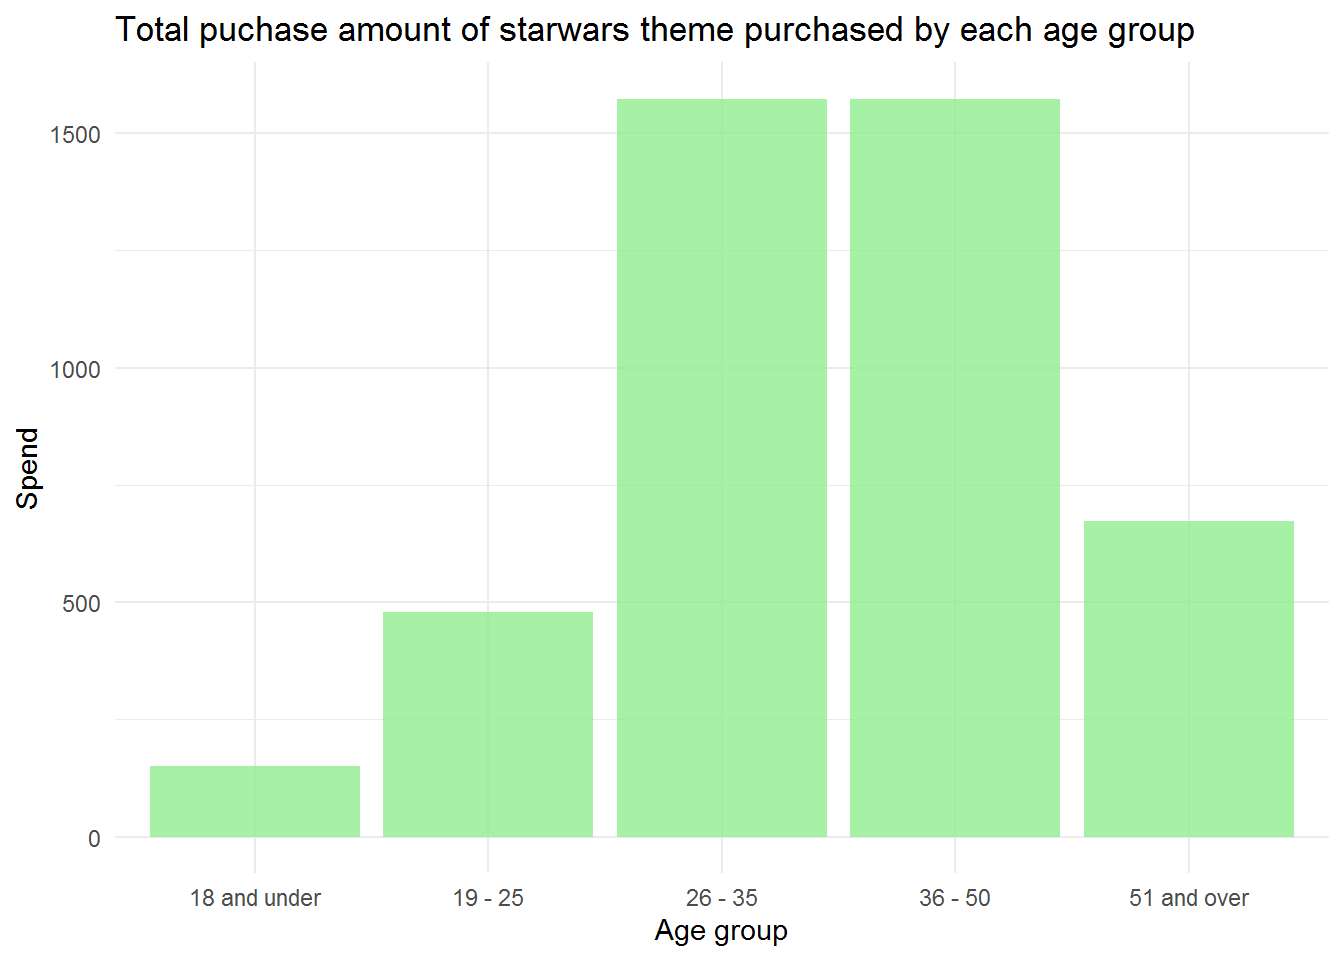 Total puchase amount of starwars theme purchased by each age group
1500
1000
500
0
Spend
18 and under
19 - 25
26 - 35
36 - 50
51 and over
Age group